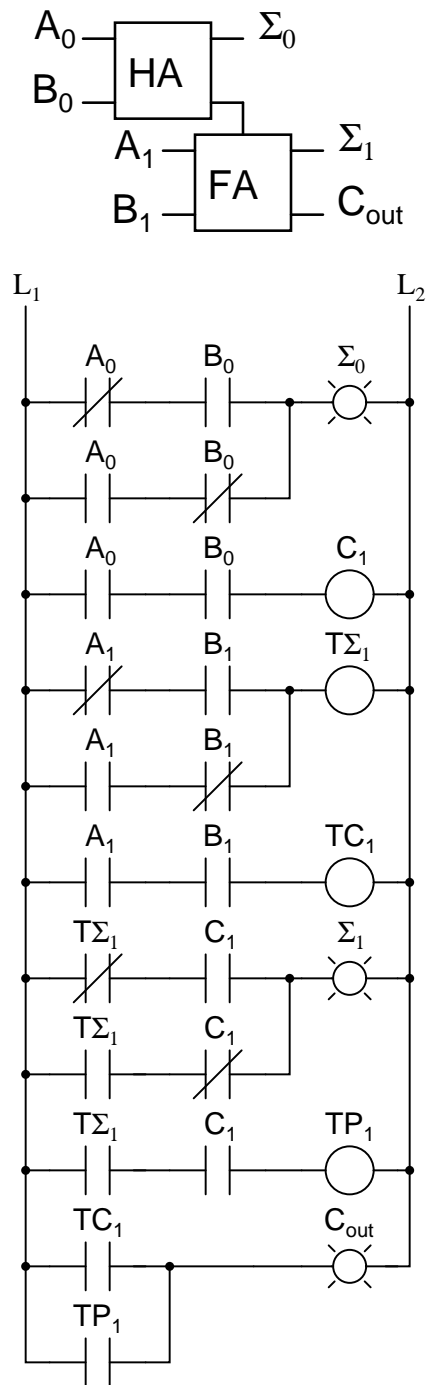 A₀ Σ₀
HA
B₀
A₁ Σ₁
FA
B₁ Cout
L₁ L₂
A₀ B₀ Σ₀
A₀ B₀
A₀ B₀ C₁
A₁ B₁ TΣ₁
A₁ B₁
A₁ B₁ TC₁
TΣ₁ C₁ Σ₁
TΣ₁ C₁
TΣ₁ C₁ TP₁
TC₁ Cout
TP₁